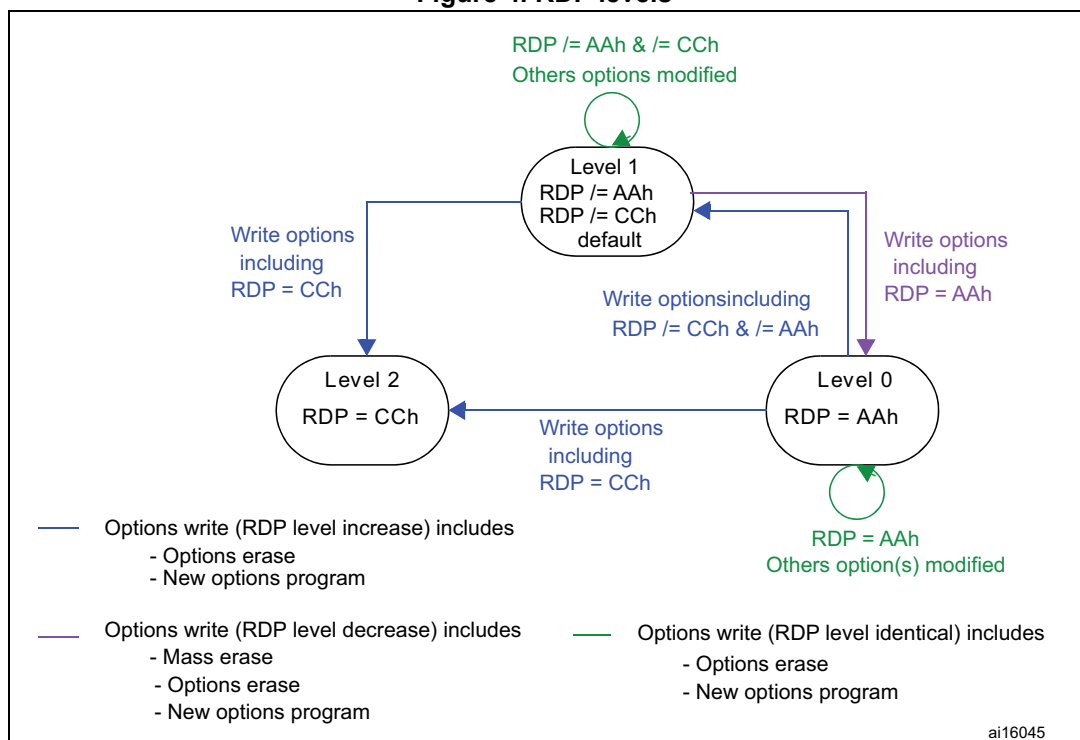 Figure 4. RDP levels
RDP /= AAh & /= CCh
Others options modified
Level 1
RDP /= AAh
RDP /= CCh
default
Write options
including
RDP = CCh
Write options
including
RDP = AAh
Write optionsincluding
RDP /= CCh & /= AAh
Level 2
RDP = CCh
Level 0
RDP = AAh
Write options
including
RDP = CCh
RDP = AAh
Others option(s) modified
Options write (RDP level increase) includes
- Options erase
- New options program
Options write (RDP level decrease) includes
- Mass erase
- Options erase
- New options program
Options write (RDP level identical) includes
- Options erase
- New options program
ai16045